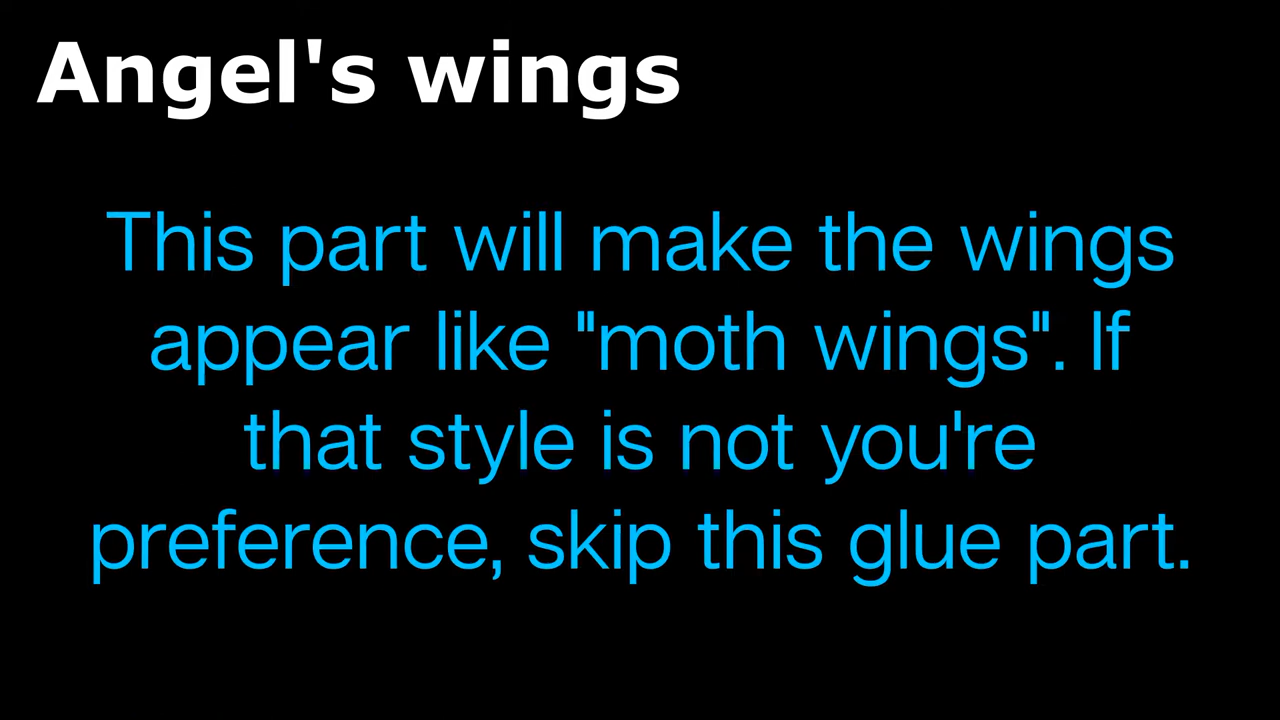 Angel's wings
This part will make the wings
appear like "moth wings". If
that style is not you're
preference, skip this glue part.